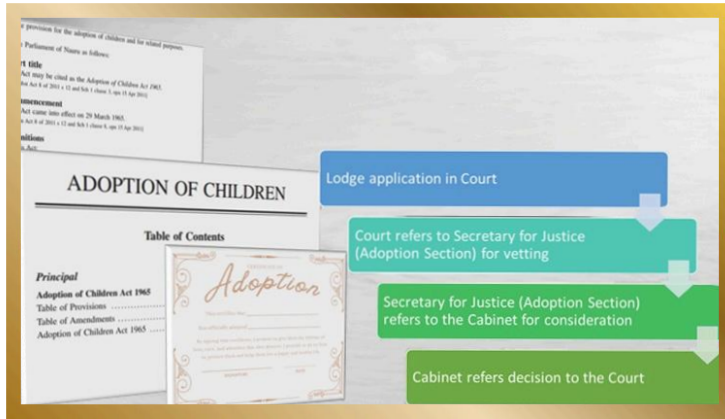 provision for the adoption of children and for related purposes.
Parliament of Nauru as follows:
title
Act may be cited as the Adoption of Children Act 1965.
Act 8 of 2011 s 12 and Sch 1 clause 3, opn 15 Apr 2011]
mmencement
Act came into effect on 29 March 1965.
Act 8 of 2011 s 12 and Sch 1 clause 6, opn 15 Apr 2011]
nitions
Act:
ADOPTION OF CHILDREN
Table of Contents
Principal
Adoption of Children Act 1965
Table of Provisions
Table of Amendments
Adoption of Children Act 1965
CERTIFICATE OF
Adoption
Lodge application in Court
Court refers to Secretary for Justice
(Adoption Section) for vetting
Secretary for Justice (Adoption Section)
refers to the Cabinet for consideration
Cabinet refers decision to the Court